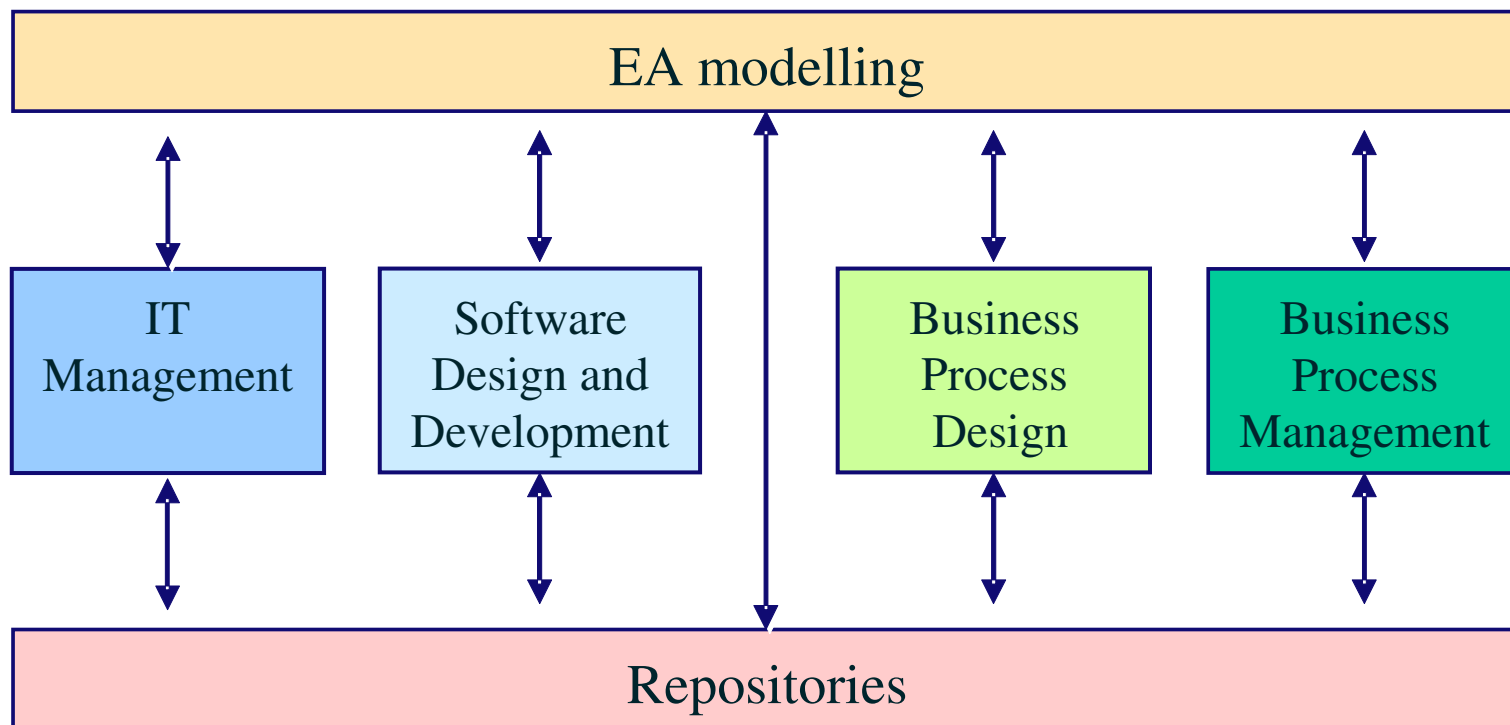 EA modelling
IT
Management
Software
Design and
Development
Business
Process
Design
Business
Process
Management
Repositories